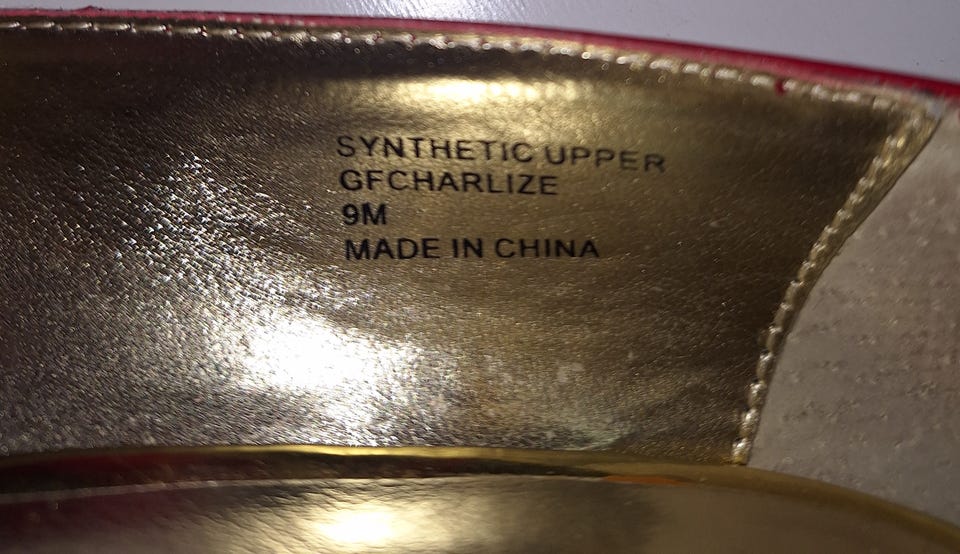 SYNTHETIC UPPER
GFCHARLIZE
9M
MADE IN CHINA